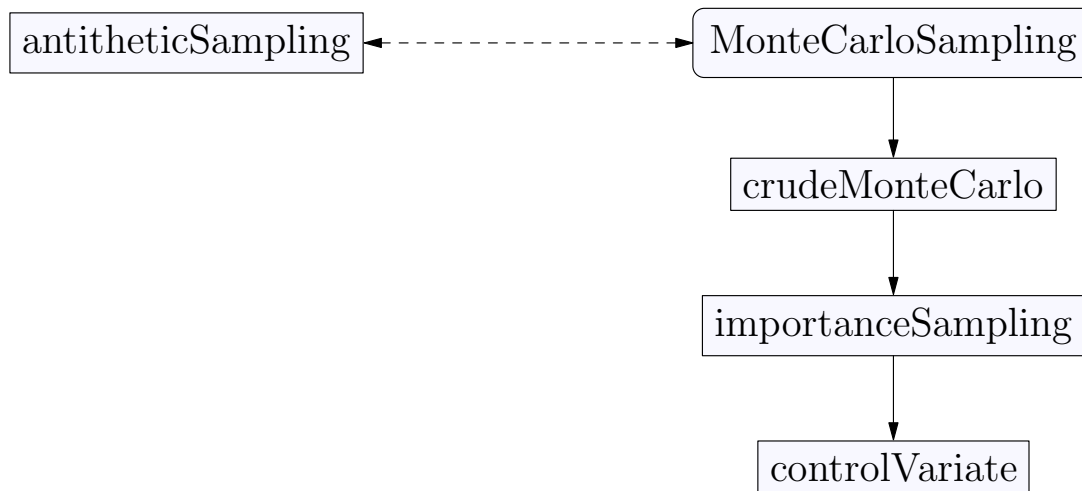 antitheticSampling
MonteCarloSampling
crudeMonteCarlo
importanceSampling
controlVariate